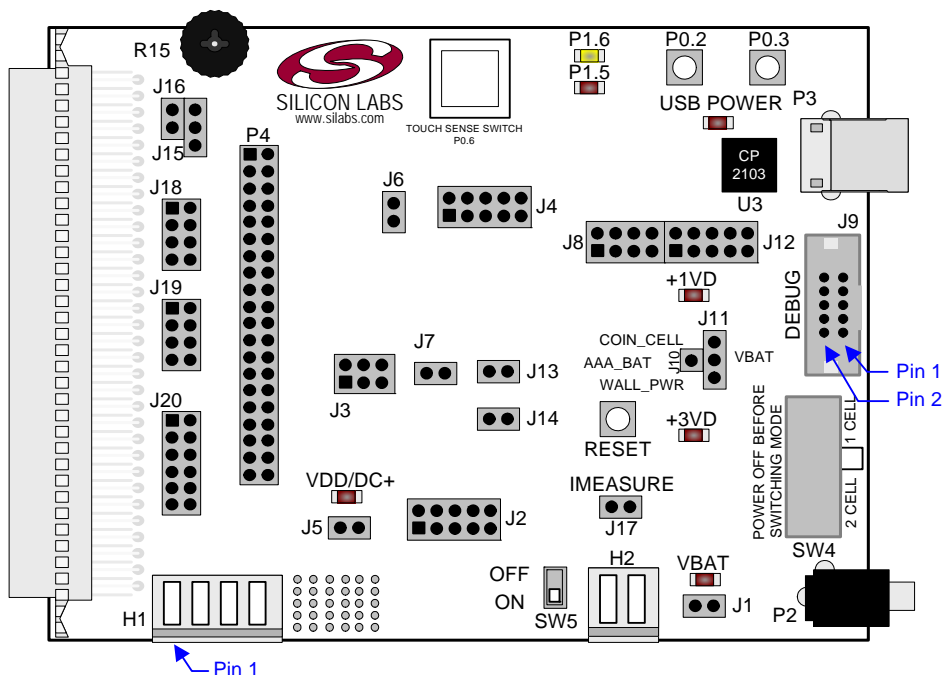 R15
P1.6
P0.2
P0.3
P1.5
USB POWER
P3
SILICON LABS
www.silabs.com
TOUCH SENSE SWITCH
P0.6
J16
J15
P4
CP
2103
U3
J18
J6
J4
J8
J12
J9
DEBUG
+1VD
J19
J11
COIN_CELL
J10
AAA_BAT
VBAT
WALL_PWR
J7
J13
J3
J14
Pin 1
Pin 2
J20
RESET
+3VD
POWER OFF BEFORE
SWITCHING MODE
2 CELL
1 CELL
SW4
VDD/DC+
J5
J2
IMEASURE
J17
H1
OFF
ON
SW5
H2
VBAT
J1
P2
Pin 1